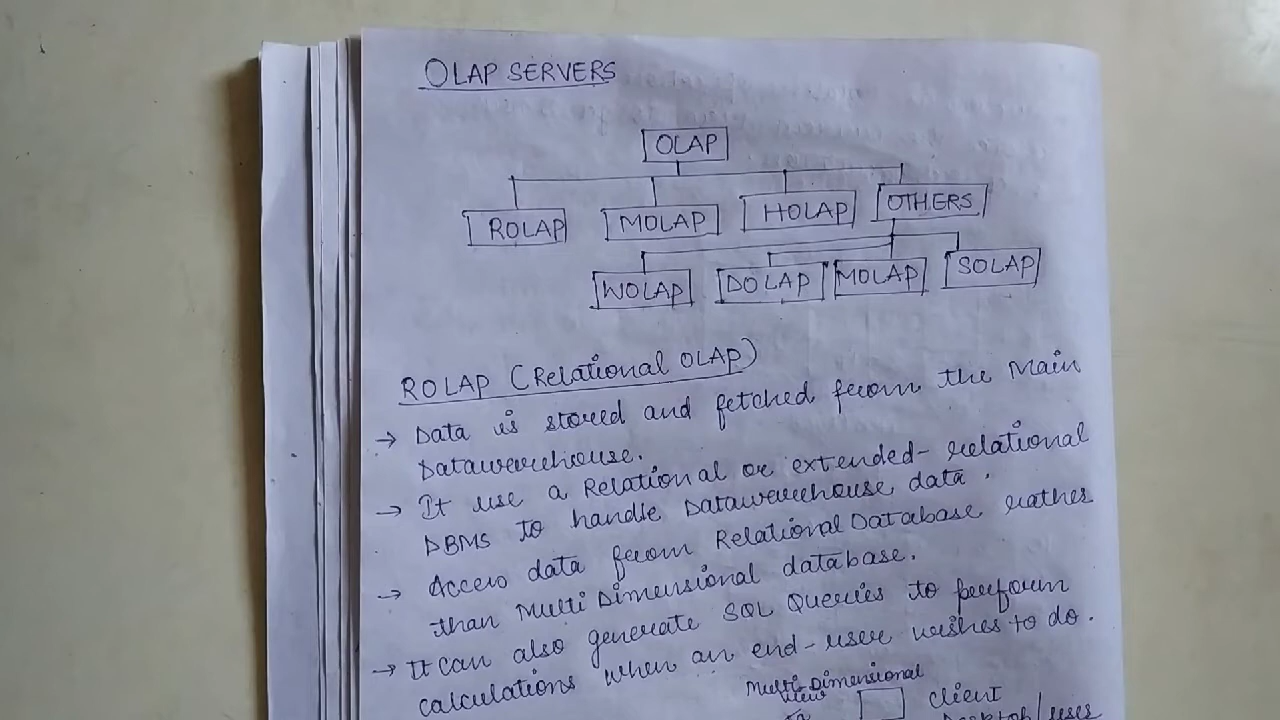 OLAP SERVERS
OLAP
ROLAP MOLAP HOLAP OTHERS
WOLAP DOLAP MOLAP SOLAP
ROLAP (Relational OLAP)
→ Data is stored and fetched from the Main
Datawarehouse.
→ It use a Relational or extended-relational
DBMS to handle Datawarehouse data.
→ Access data from Relational Database rather
than Multi Dimensional database.
→ It can also generate SQL Queries to perform
calculations when an end-user wishes to do.
Multi Dimensional
view
client
Desktop/user